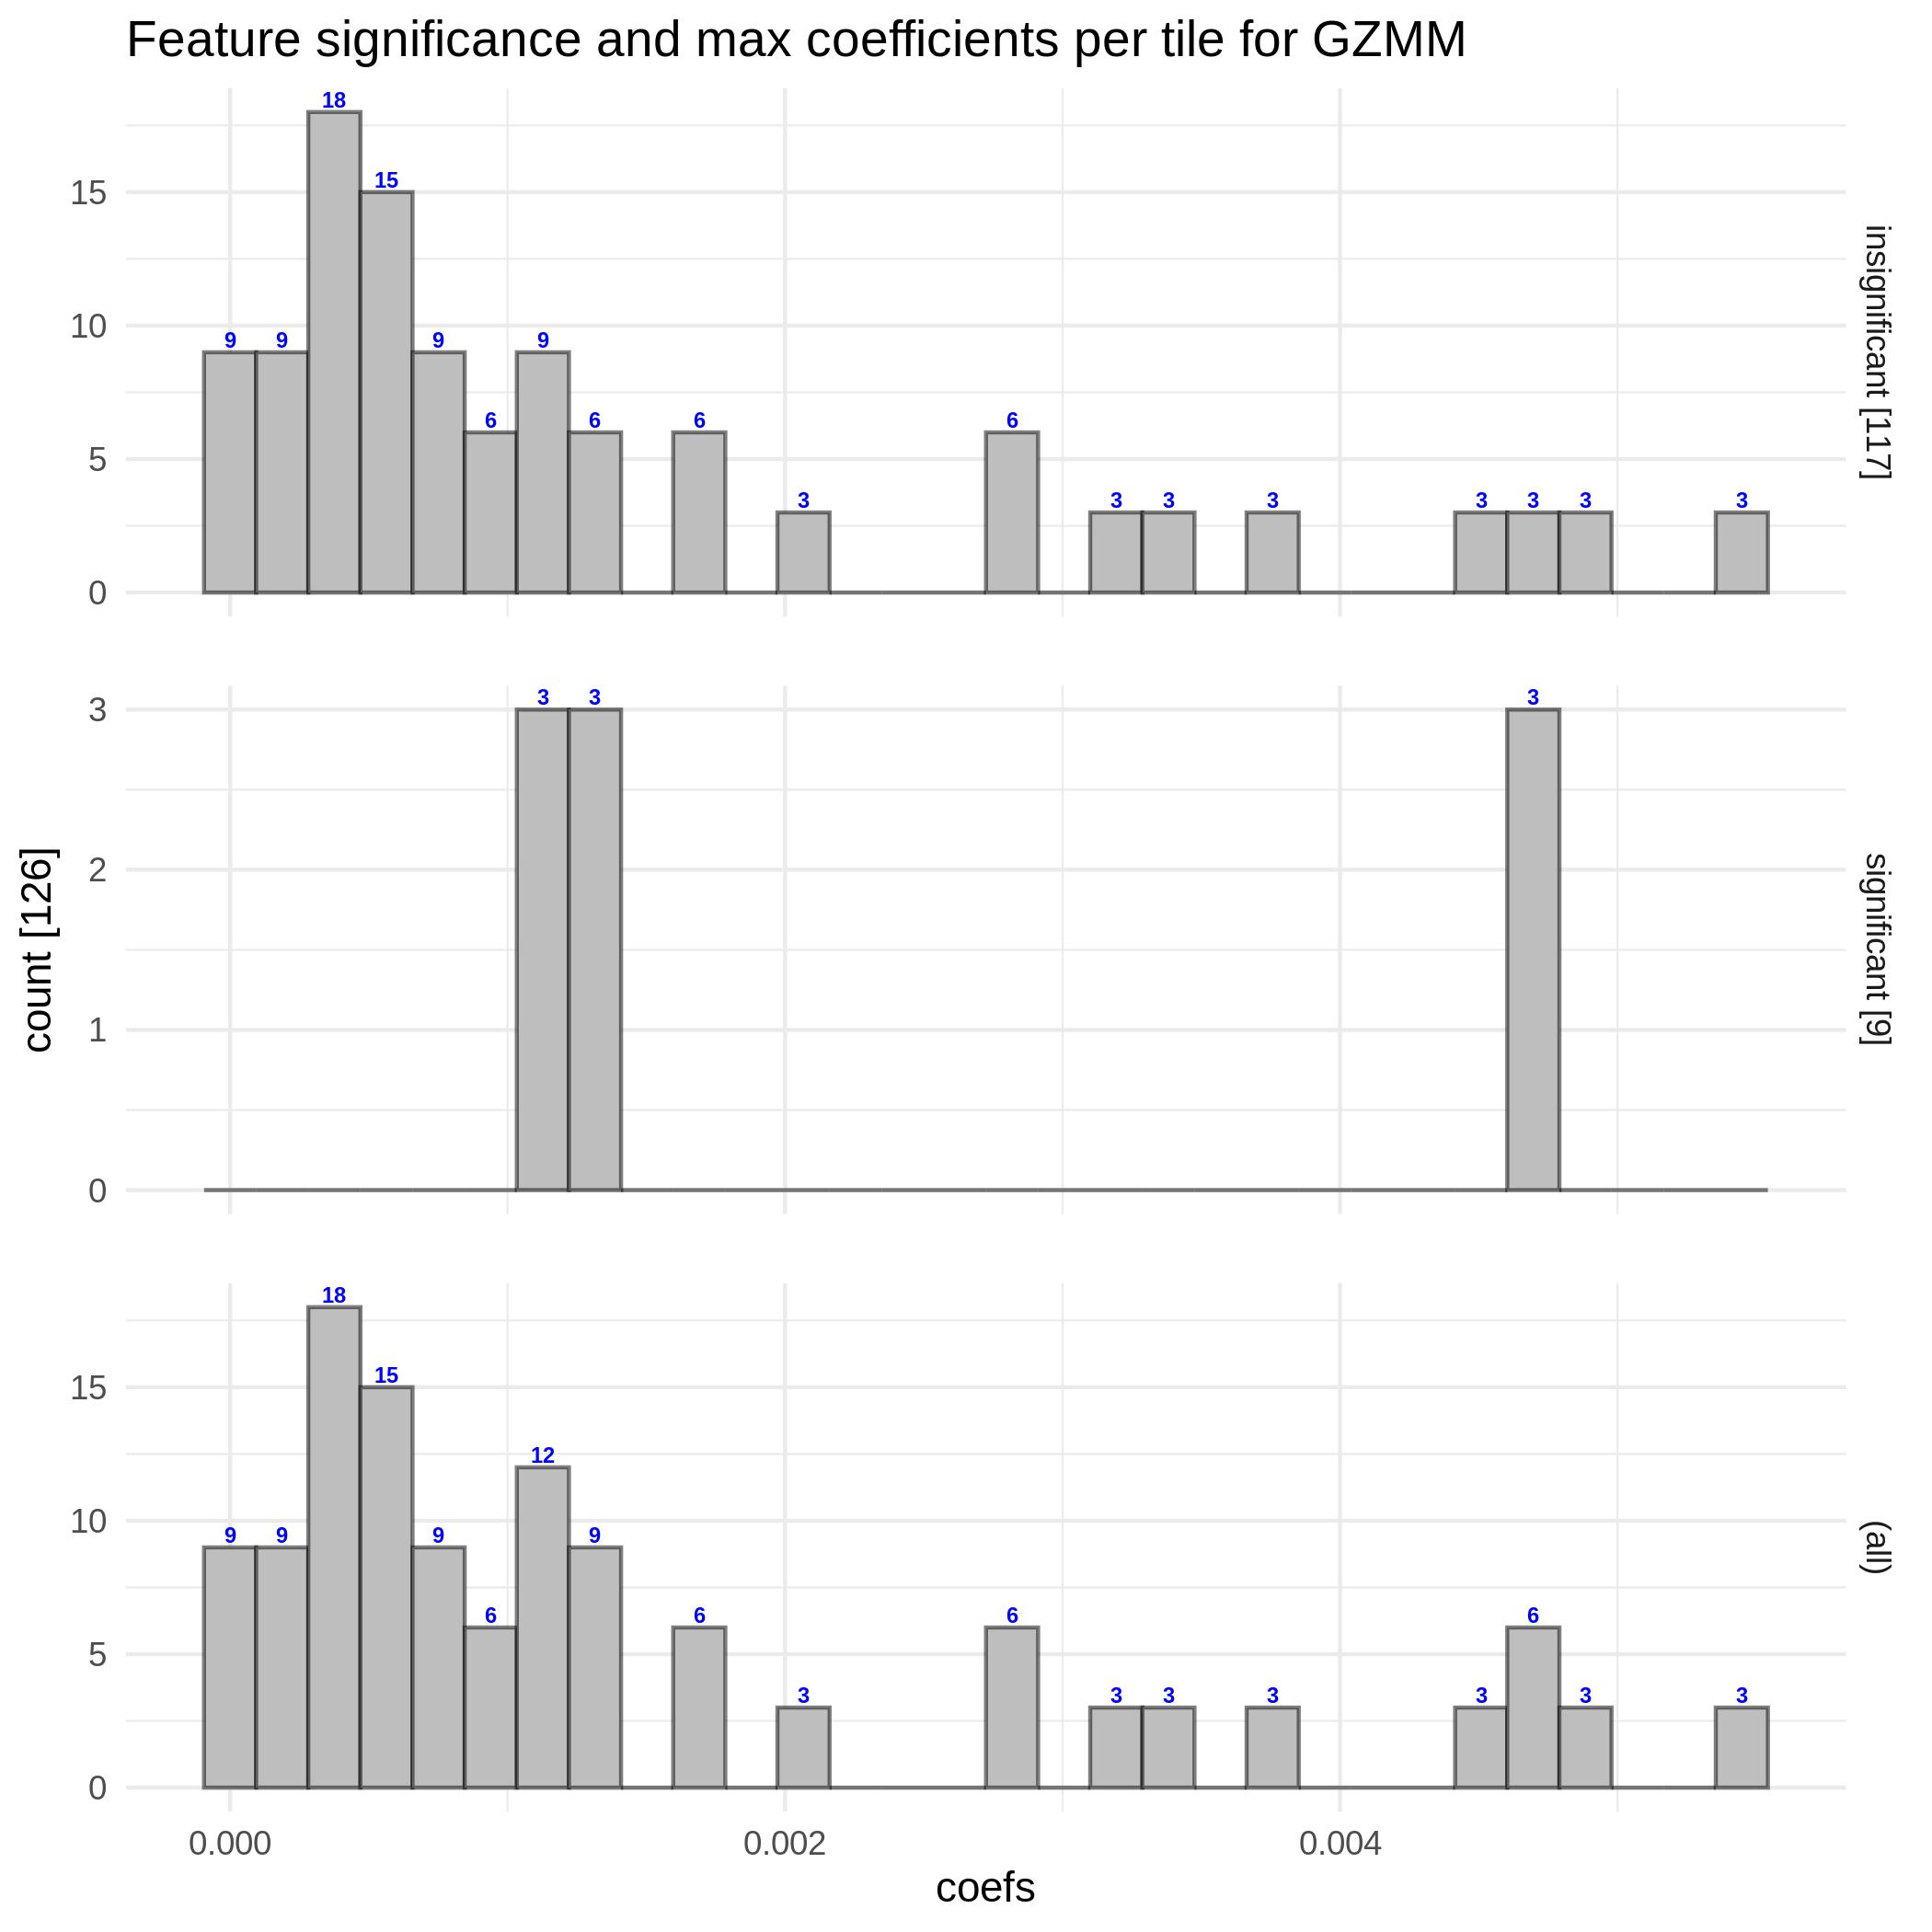 Feature significance and max coefficients per tile for GZMM
count [126]
18
15
9 9 9 9
6 6 6 6
3 3 3 3 3 3 3 3
15
10
5
0
insignificant [117]
3 3 3
3
2
1
0
significant [9]
18
15
12
9 9 9 9
6 6 6 6
3 3 3 3 3 3 3
15
10
5
0
(all)
0.000 0.002 0.004
coefs